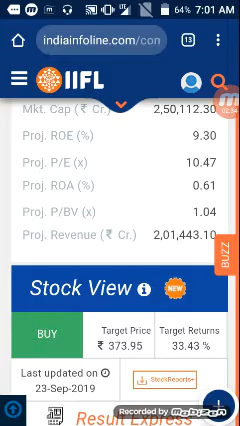 64% 7:01 AM
indiainfoline.com/con
13
IIFL
Mkt. Cap (₹ Cr.) 2,50,112.30
02:54
Proj. ROE (%) 9.30
Proj. P/E (x) 10.47
Proj. ROA (%) 0.61
Proj. P/BV (x) 1.04
Proj. Revenue (₹ Cr.) 2,01,443.10
BUZZ
Stock View i NEW
BUY
Target Price
₹ 373.95
Target Returns
33.43 %
Last updated on
23-Sep-2019
StockReports+
Result Express
Recorded by Mobizen